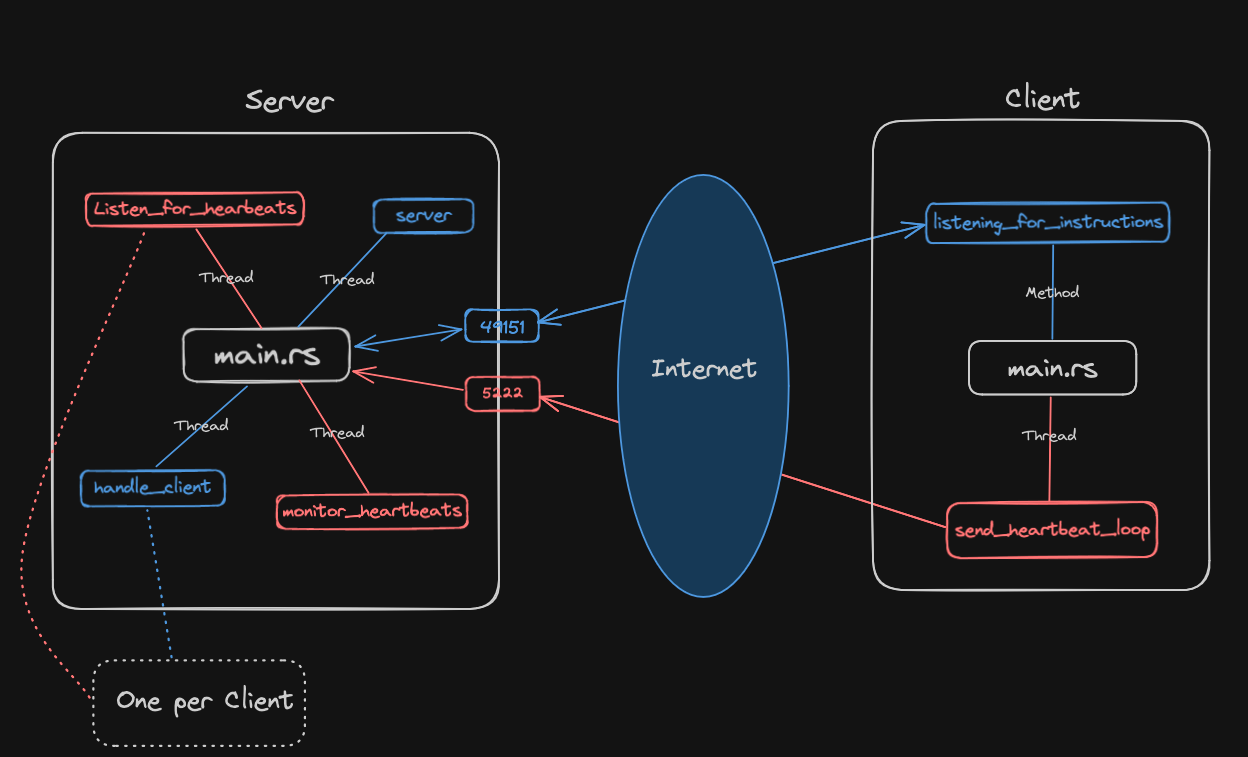 Server
Client
Listen_for_hearbeats
server
listening_for_instructions
Thread
Thread
Method
49151
main.rs
Internet
main.rs
5222
Thread
Thread
Thread
handle_client
monitor_heartbeats
send_heartbeat_loop
One per Client